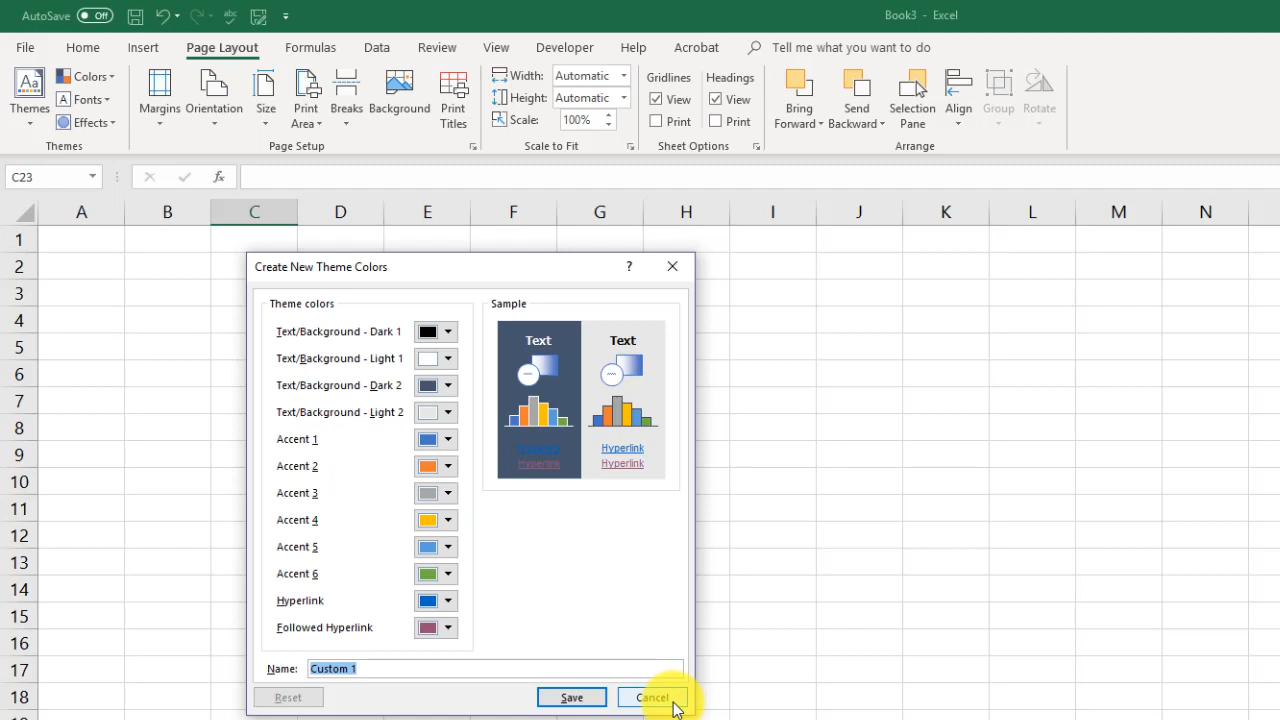 AutoSave Off abc Book3 - Excel
File Home Insert Page Layout Formulas Data Review View Developer Help Acrobat Tell me what you want to do
Aa Themes
Colors
A Fonts
Effects
Themes
Margins Orientation Size Print Area Breaks Background Print Titles
Page Setup
Width: Automatic
Height: Automatic
Scale: 100%
Scale to Fit
Gridlines Headings
View View
Print Print
Sheet Options
Bring Forward Send Backward Selection Pane Align Group Rotate
Arrange
C23 fx
A B C D E F G H I J K L M N
1
2
3
4
5
6
7
8
9
10
11
12
13
14
15
16
17
18
Create New Theme Colors ?
Theme colors
Text/Background - Dark 1
Text/Background - Light 1
Text/Background - Dark 2
Text/Background - Light 2
Accent 1
Accent 2
Accent 3
Accent 4
Accent 5
Accent 6
Hyperlink
Followed Hyperlink
Sample
Text Text
Hyperlink Hyperlink
Hyperlink Hyperlink
Name: Custom 1
Reset Save Cancel